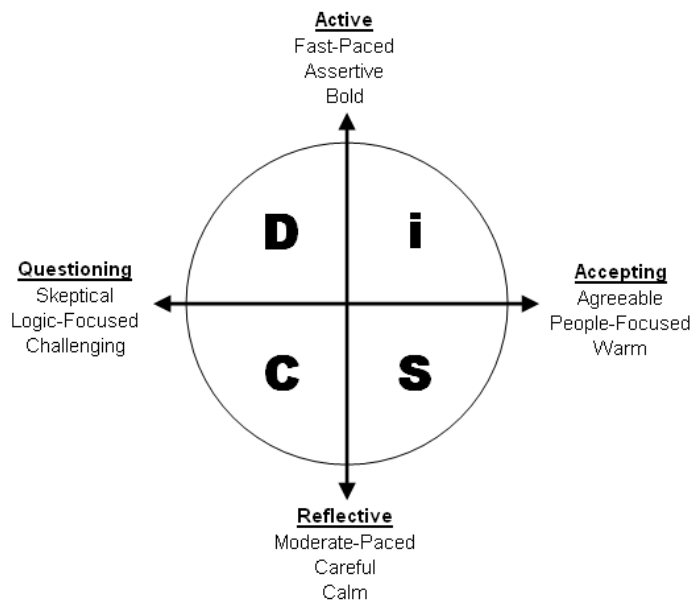 Active
Fast-Paced
Assertive
Bold
D
i
Questioning
Skeptical
Logic-Focused
Challenging
Accepting
Agreeable
People-Focused
Warm
C
S
Reflective
Moderate-Paced
Careful
Calm